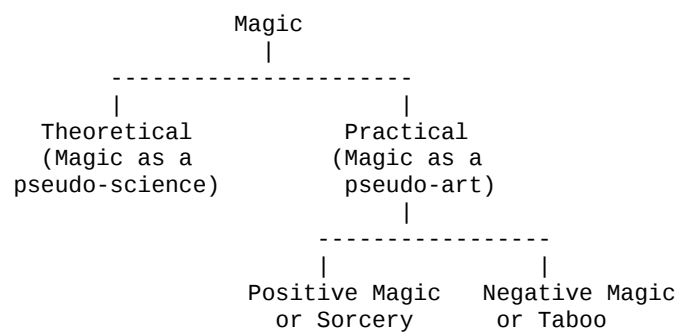 Magic
Theoretical Practical
(Magic as a (Magic as a
pseudo-science) pseudo-art)
Positive Magic Negative Magic
or Sorcery or Taboo